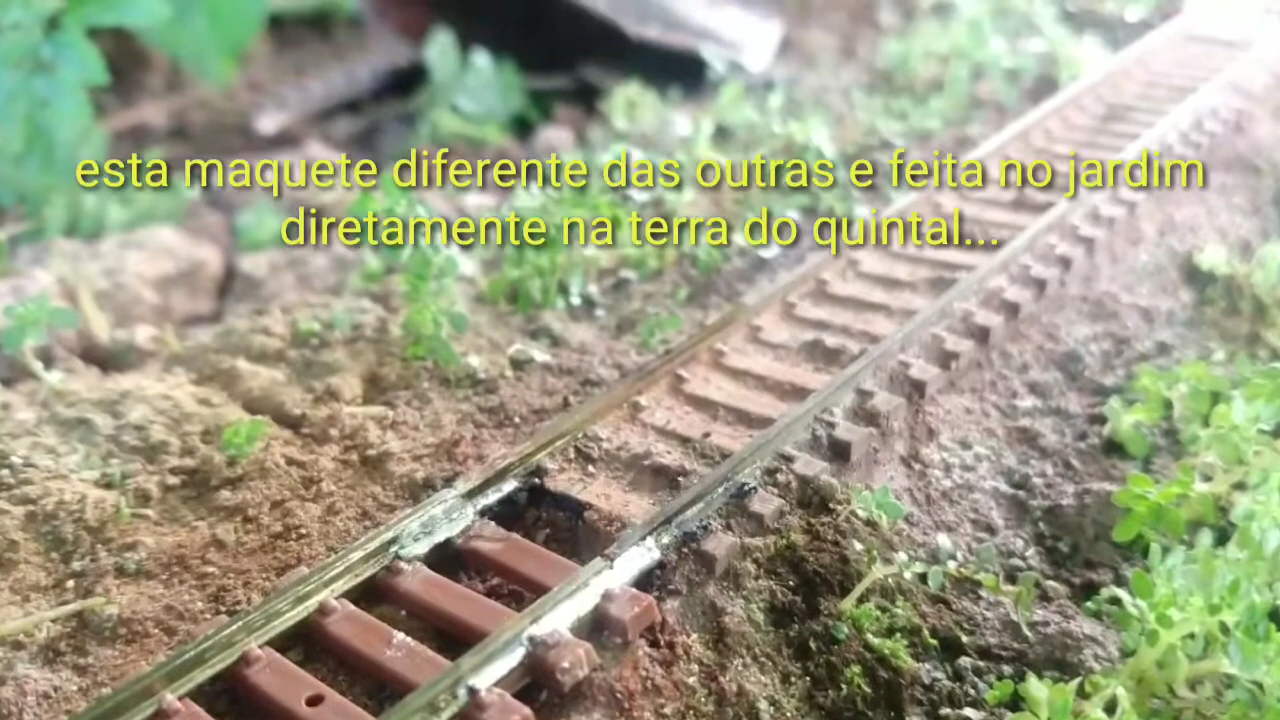 esta maquete diferente das outras e feita no jardim
diretamente na terra do quintal...